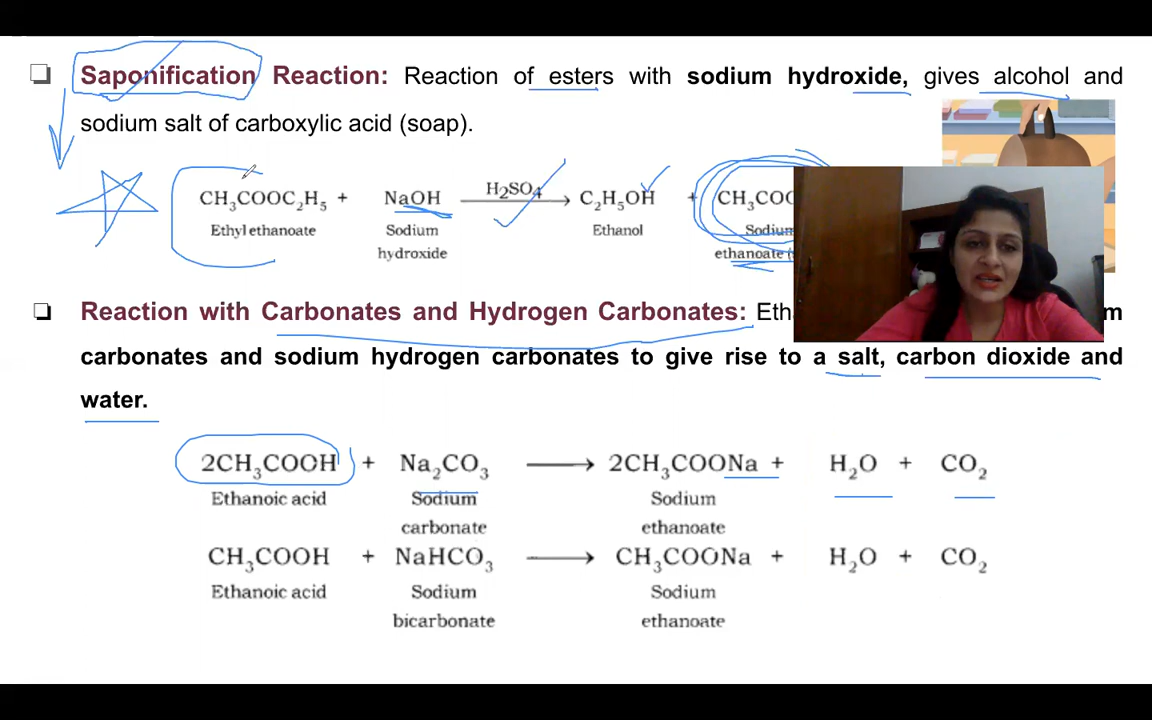 Saponification Reaction: Reaction of esters with sodium hydroxide, gives alcohol and
sodium salt of carboxylic acid (soap).
CH₃COOC₂H₅ + NaOH H₂SO₄ → C₂H₅OH + CH₃COO
Ethyl ethanoate Sodium Ethanol Sodium
hydroxide ethanoate
Reaction with Carbonates and Hydrogen Carbonates:
carbonates and sodium hydrogen carbonates to give rise to a salt, carbon dioxide and
water.
2CH₃COOH + Na₂CO₃ → 2CH₃COONa + H₂O + CO₂
Ethanoic acid Sodium Sodium
carbonate ethanoate
CH₃COOH + NaHCO₃ → CH₃COONa + H₂O + CO₂
Ethanoic acid Sodium Sodium
bicarbonate ethanoate